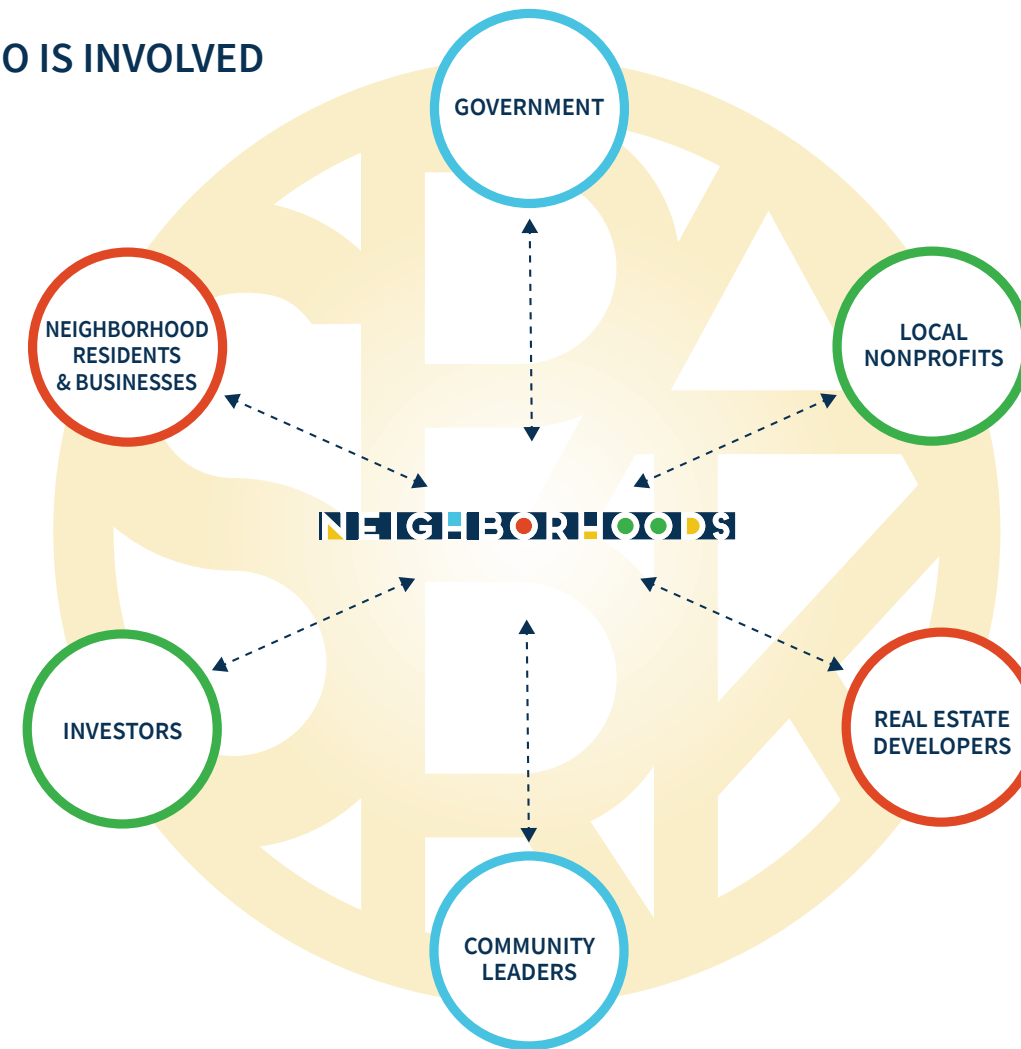 O IS INVOLVED
GOVERNMENT
NEIGHBORHOOD
RESIDENTS
& BUSINESSES
LOCAL
NONPROFITS
NEIGHBORHOODS
INVESTORS
REAL ESTATE
DEVELOPERS
COMMUNITY
LEADERS